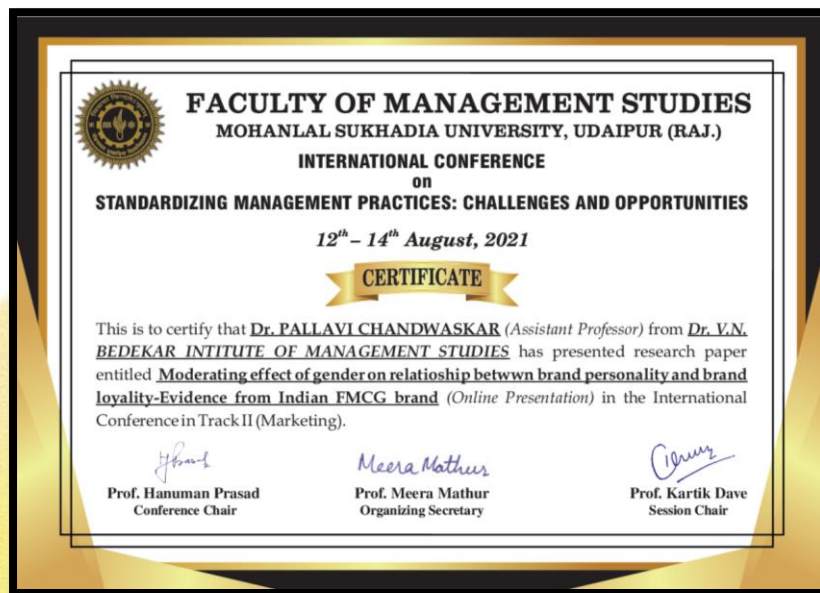 FACULTY OF MANAGEMENT STUDIES
MOHANLAL SUKHADIA UNIVERSITY, UDAIPUR (RAJ.)
INTERNATIONAL CONFERENCE
on
STANDARDIZING MANAGEMENT PRACTICES: CHALLENGES AND OPPORTUNITIES
12th – 14th August, 2021
CERTIFICATE
This is to certify that Dr. PALLAVI CHANDWASKAR (Assistant Professor) from Dr. V.N.
BEDEKAR INTITUTE OF MANAGEMENT STUDIES has presented research paper
entitled Moderating effect of gender on relatioship betwwn brand personality and brand
loyality-Evidence from Indian FMCG brand (Online Presentation) in the International
Conference in Track II (Marketing).
Meera Mathur
Prof. Hanuman Prasad Prof. Meera Mathur Prof. Kartik Dave
Conference Chair Organizing Secretary Session Chair